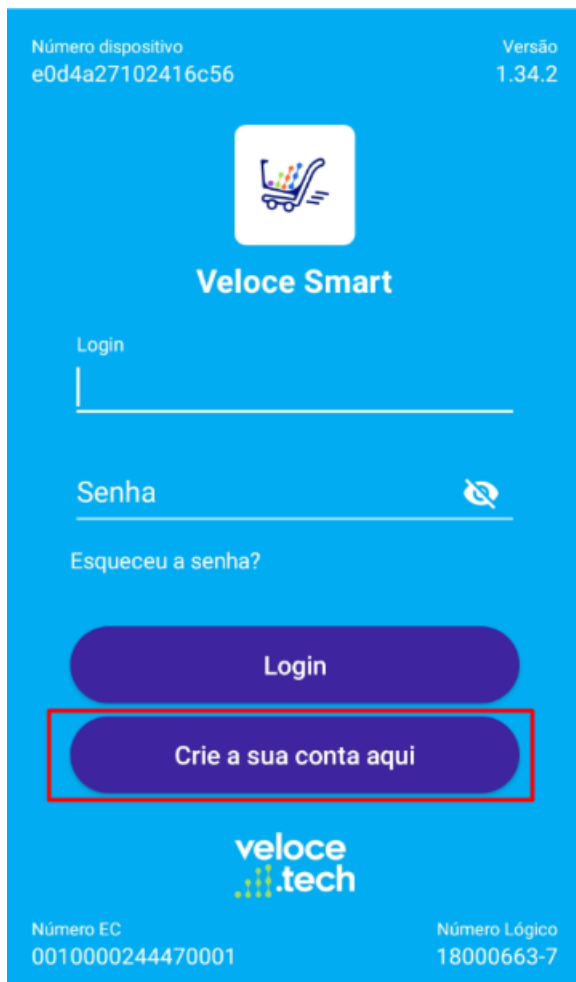 Número dispositivo
e0d4a27102416c56
Versão
1.34.2
Veloce Smart
Login
Senha
Esqueceu a senha?
Login
Crie a sua conta aqui
veloce
.tech
Número EC
0010000244470001
Número Lógico
18000663-7